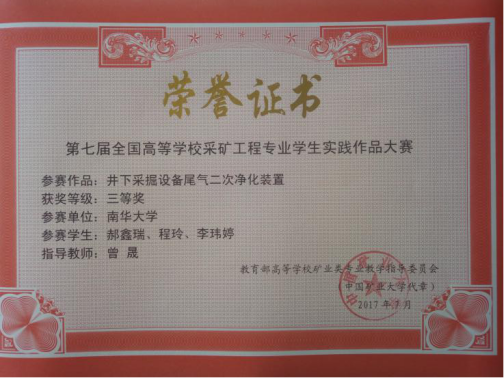 荣誉证书
第七届全国高等学校采矿工程专业学生实践作品大赛
参赛作品：井下采掘设备尾气二次净化装置
获奖等级：三等奖
参赛单位：南华大学
参赛学生：郝鑫瑞、程玲、李玮婷
指导教师：曾 晟
教育部高等学校矿业类专业教学指导委员会
（中国矿业大学代章）
2017年7月